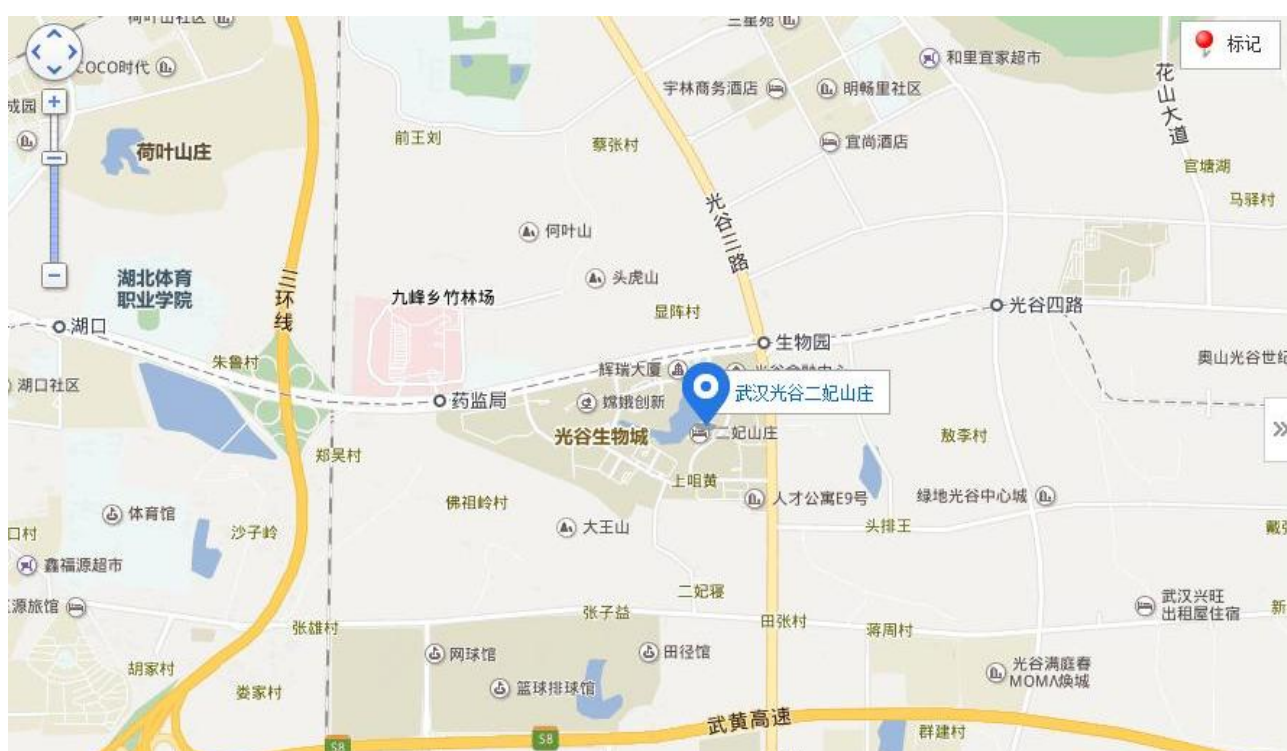 荷叶山社区
三星苑
标记
和里宜家超市
COCO时代
花山大道
宇林商务酒店
明畅里社区
成园
前王刘
蔡张村
宜尚酒店
荷叶山庄
官塘湖
马驿村
光谷三路
何叶山
头虎山
湖北体育
职业学院
三环线
九峰乡竹林场
显阵村
光谷四路
湖口
生物园
朱鲁村
辉瑞大厦
奥山光谷世纪
湖口社区
药监局
嫦娥创新
武汉光谷二妃山庄
光谷生物城
二妃山庄
敖李村
郑吴村
上咀黄
佛祖岭村
人才公寓E9号
绿地光谷中心城
体育馆
口村
沙子岭
大王山
头排王
鑫福源超市
二妃寝
源旅馆
张子益
武汉兴旺
出租屋住宿
新
张雄村
田张村
蒋周村
胡家村
网球馆
田径馆
光谷满庭春
MOMΛ焕城
娄家村
篮球排球馆
武黄高速
群建村
S8
S8